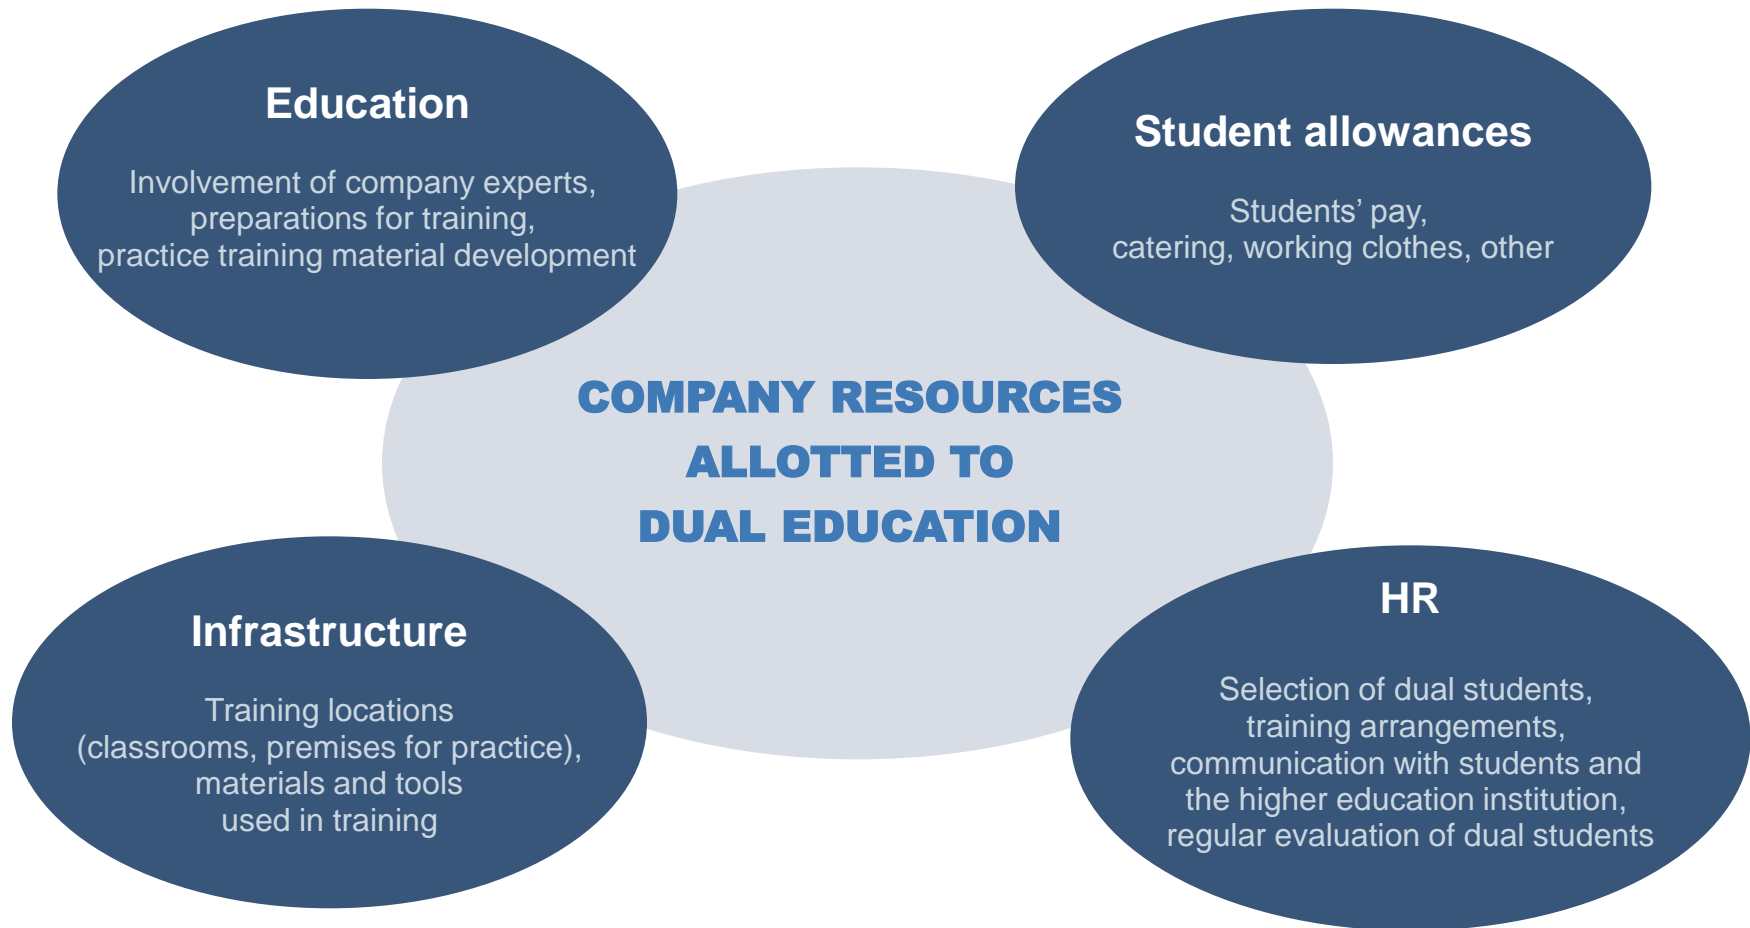 Education
Involvement of company experts,
preparations for training,
practice training material development
Student allowances
Students’ pay,
catering, working clothes, other
COMPANY RESOURCES
ALLOTTED TO
DUAL EDUCATION
Infrastructure
Training locations
(classrooms, premises for practice),
materials and tools
used in training
HR
Selection of dual students,
training arrangements,
communication with students and
the higher education institution,
regular evaluation of dual students